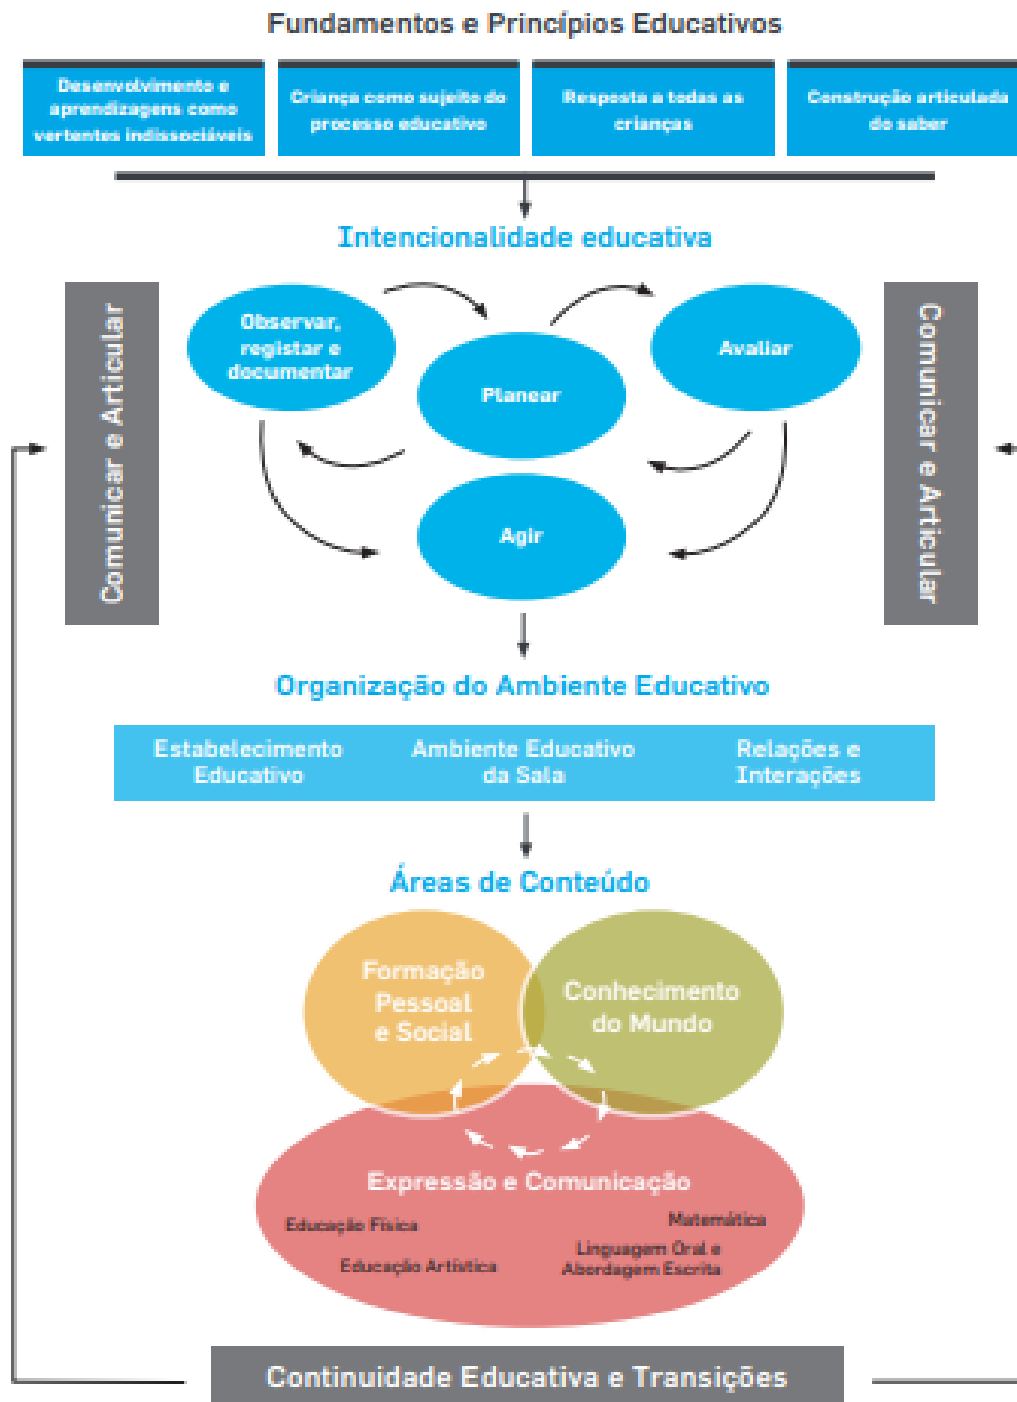 Fundamentos e Princípios Educativos
Desenvolvimento e
aprendizagens como
vertentes indissociáveis
Criança como sujeito do
processo educativo
Resposta a todas as
crianças
Construção articulada
do saber
Intencionalidade educativa
Comunicar e Articular
Observar,
registar e
documentar
Planear
Avaliar
Agir
Comunicar e Articular
Organização do Ambiente Educativo
Estabelecimento
Educativo
Ambiente Educativo
da Sala
Relações e
Interações
Áreas de Conteúdo
Formação
Pessoal
e Social
Conhecimento
do Mundo
Expressão e Comunicação
Educação Física
Matemática
Educação Artística
Linguagem Oral e
Abordagem Escrita
Continuidade Educativa e Transições